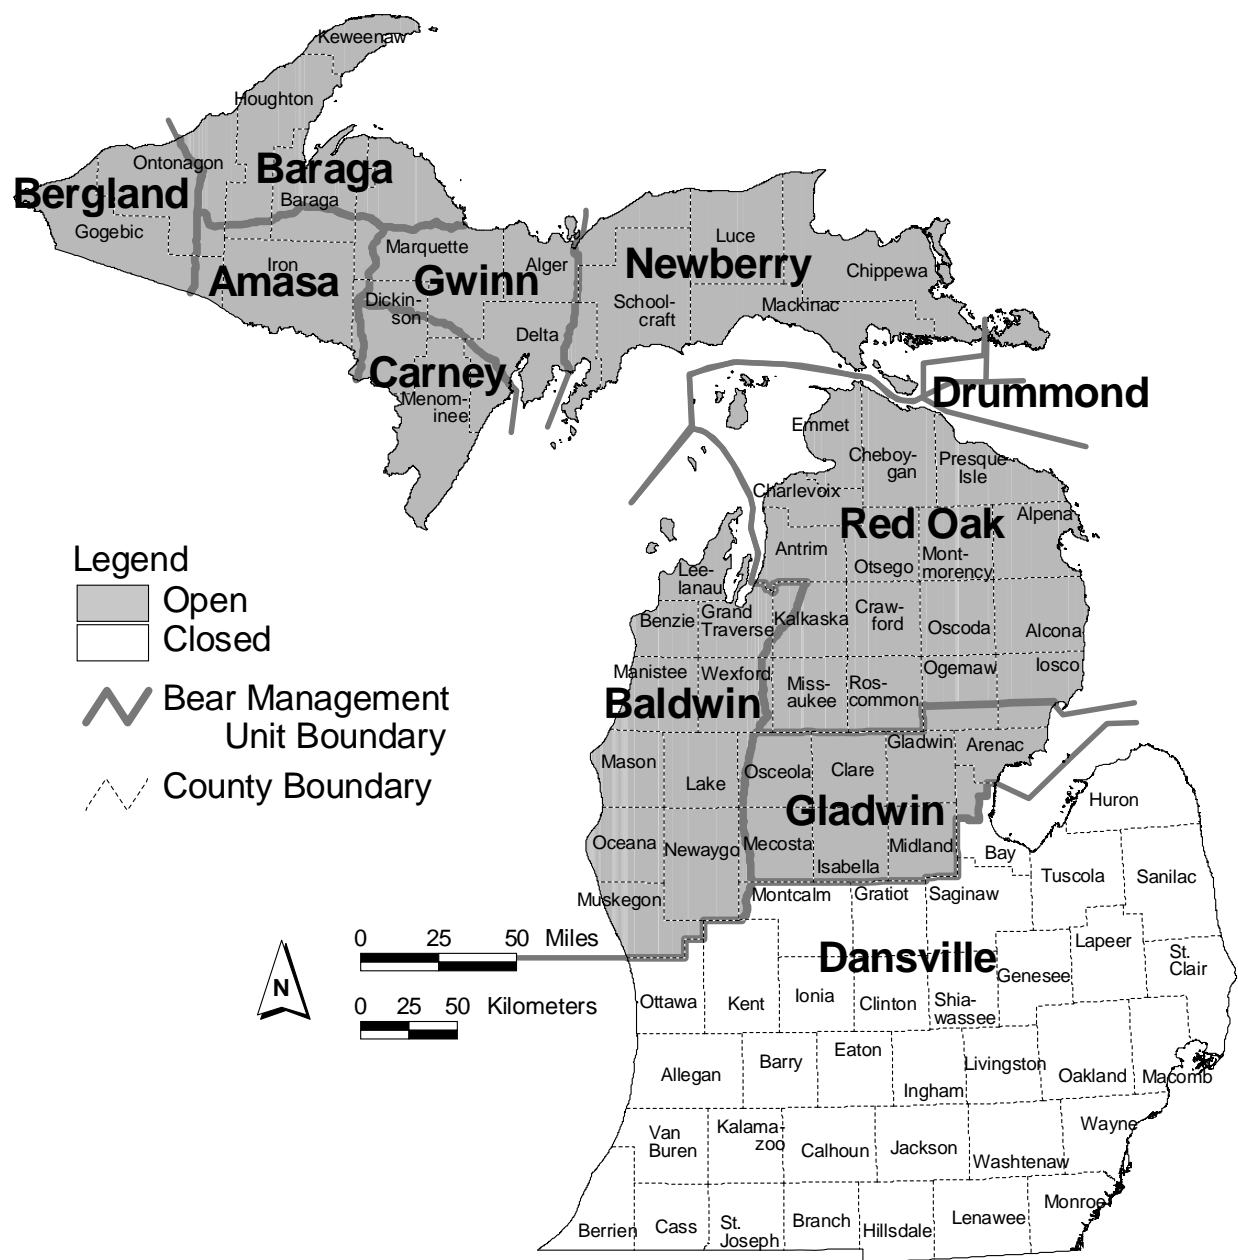 Keweenaw
Houghton
Ontonagon
Baraga
Bergland
Baraga
Gogebic
Marquette
Luce
Newberry
Iron
Alger
Gwinn
Amasa
Chippewa
Dickin-
son
School-
craft
Mackinac
Delta
Carney
Menom-
inee
Drummond
Emmet
Cheboy-
gan
Presque
Isle
Charlevoix
Red Oak
Alpena
Antrim
Otsego
Mont-
morency
Legend
Open
Closed
Bear Management
Unit Boundary
County Boundary
Lee-
lanau
Benzie
Grand
Traverse
Kalkaska
Craw-
ford
Oscoda
Alcona
Manistee
Wexford
Miss-
aukee
Ros-
common
Ogemaw
Iosco
Baldwin
Gladwin
Arenac
Mason
Lake
Osceola
Clare
Gladwin
Huron
Oceana
Newaygo
Mecosta
Isabella
Midland
Bay
Tuscola
Sanilac
Muskegon
Montcalm
Gratiot
Saginaw
0 25 50 Miles
0 25 50 Kilometers
N
Dansville
Lapeer
St.
Clair
Genesee
Ottawa
Kent
Ionia
Clinton
Shia-
wassee
Allegan
Barry
Eaton
Ingham
Livingston
Oakland
Macomb
Van
Buren
Kalama-
zoo
Calhoun
Jackson
Washtenaw
Wayne
Berrien
Cass
St.
Joseph
Branch
Hillsdale
Lenawee
Monroe